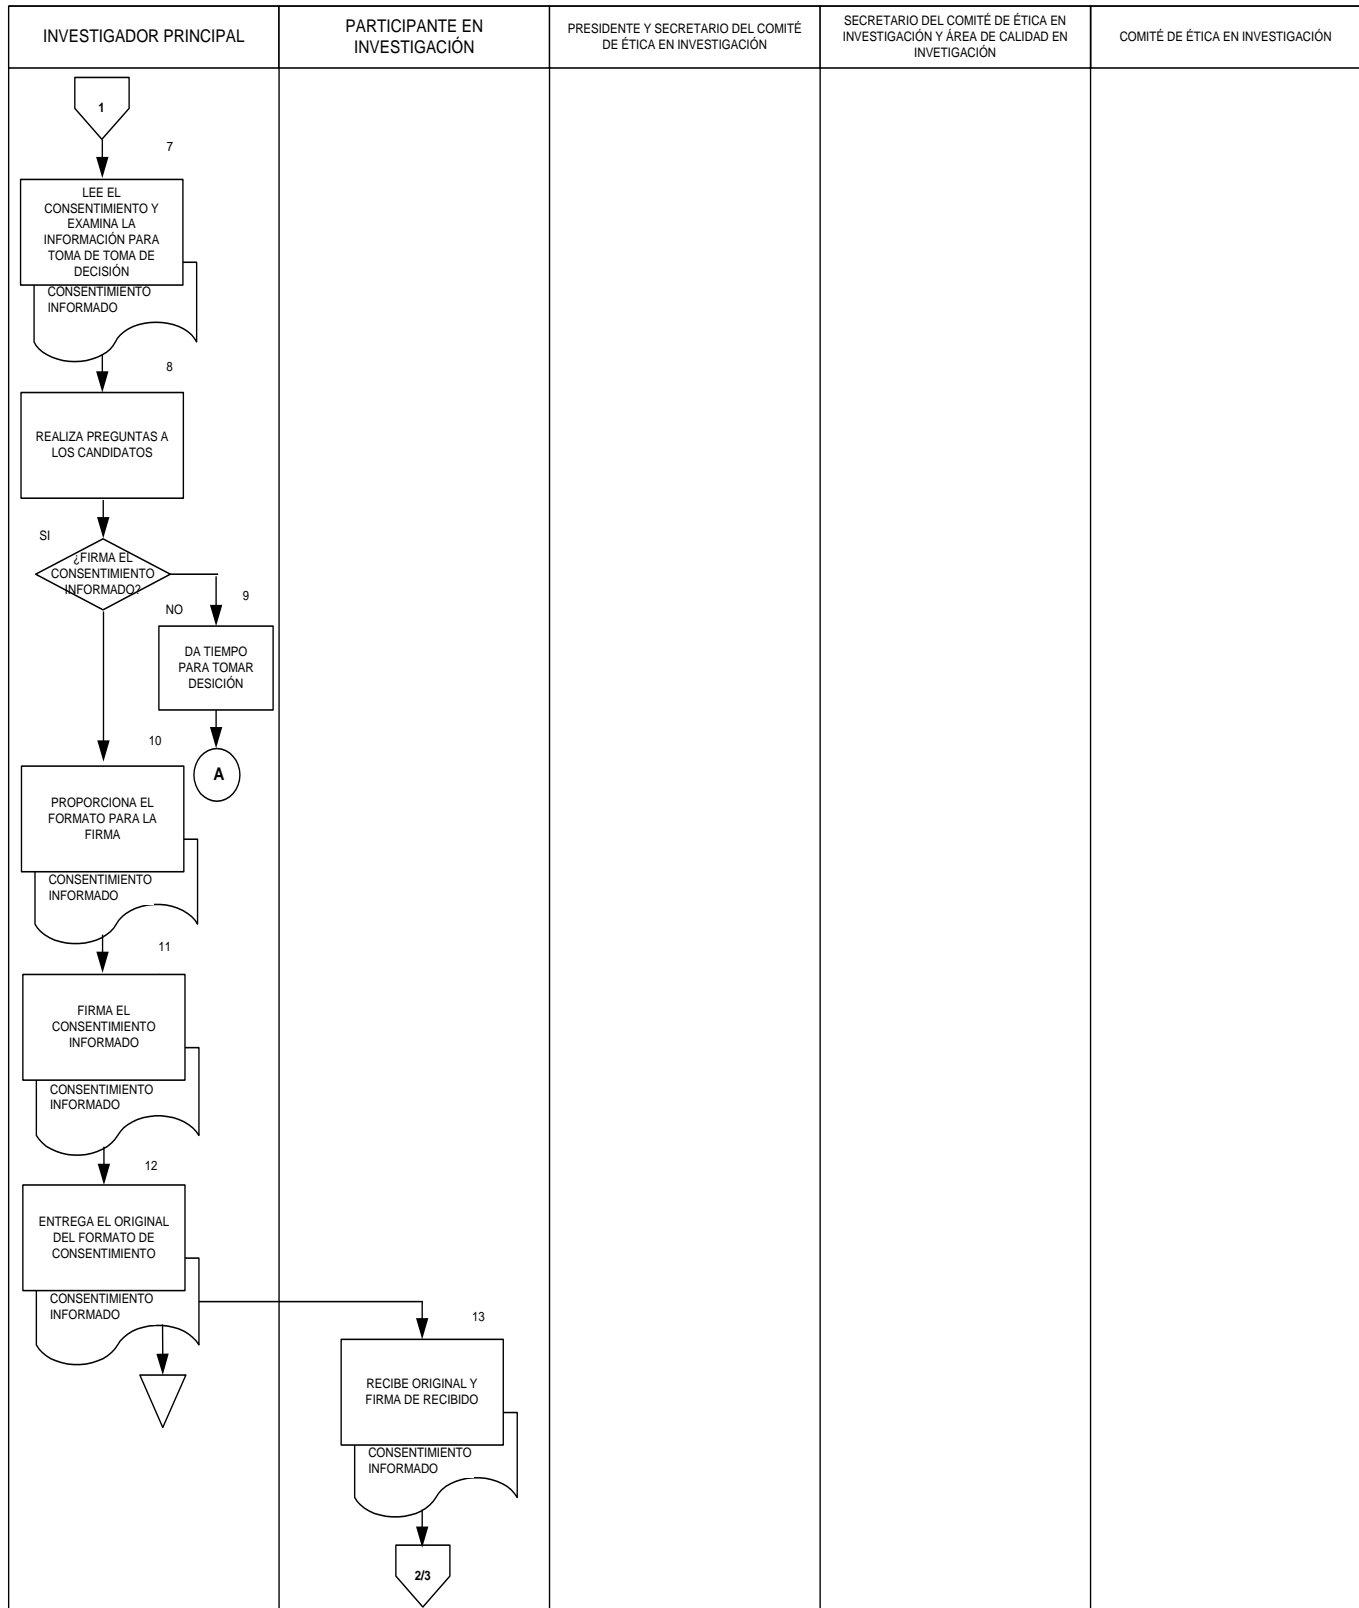 INVESTIGADOR PRINCIPAL
PARTICIPANTE EN
INVESTIGACIÓN
PRESIDENTE Y SECRETARIO DEL COMITÉ
DE ÉTICA EN INVESTIGACIÓN
SECRETARIO DEL COMITÉ DE ÉTICA EN
INVESTIGACIÓN Y ÁREA DE CALIDAD EN
INVETIGACIÓN
COMITÉ DE ÉTICA EN INVESTIGACIÓN
1
7
LEE EL
CONSENTIMIENTO Y
EXAMINA LA
INFORMACIÓN PARA
TOMA DE TOMA DE
DECISIÓN
CONSENTIMIENTO
INFORMADO
8
REALIZA PREGUNTAS A
LOS CANDIDATOS
SI
¿FIRMA EL
CONSENTIMIENTO
INFORMADO?
NO
9
DA TIEMPO
PARA TOMAR
DESICIÓN
A
10
PROPORCIONA EL
FORMATO PARA LA
FIRMA
CONSENTIMIENTO
INFORMADO
11
FIRMA EL
CONSENTIMIENTO
INFORMADO
CONSENTIMIENTO
INFORMADO
12
ENTREGA EL ORIGINAL
DEL FORMATO DE
CONSENTIMIENTO
CONSENTIMIENTO
INFORMADO
13
RECIBE ORIGINAL Y
FIRMA DE RECIBIDO
CONSENTIMIENTO
INFORMADO
2/3